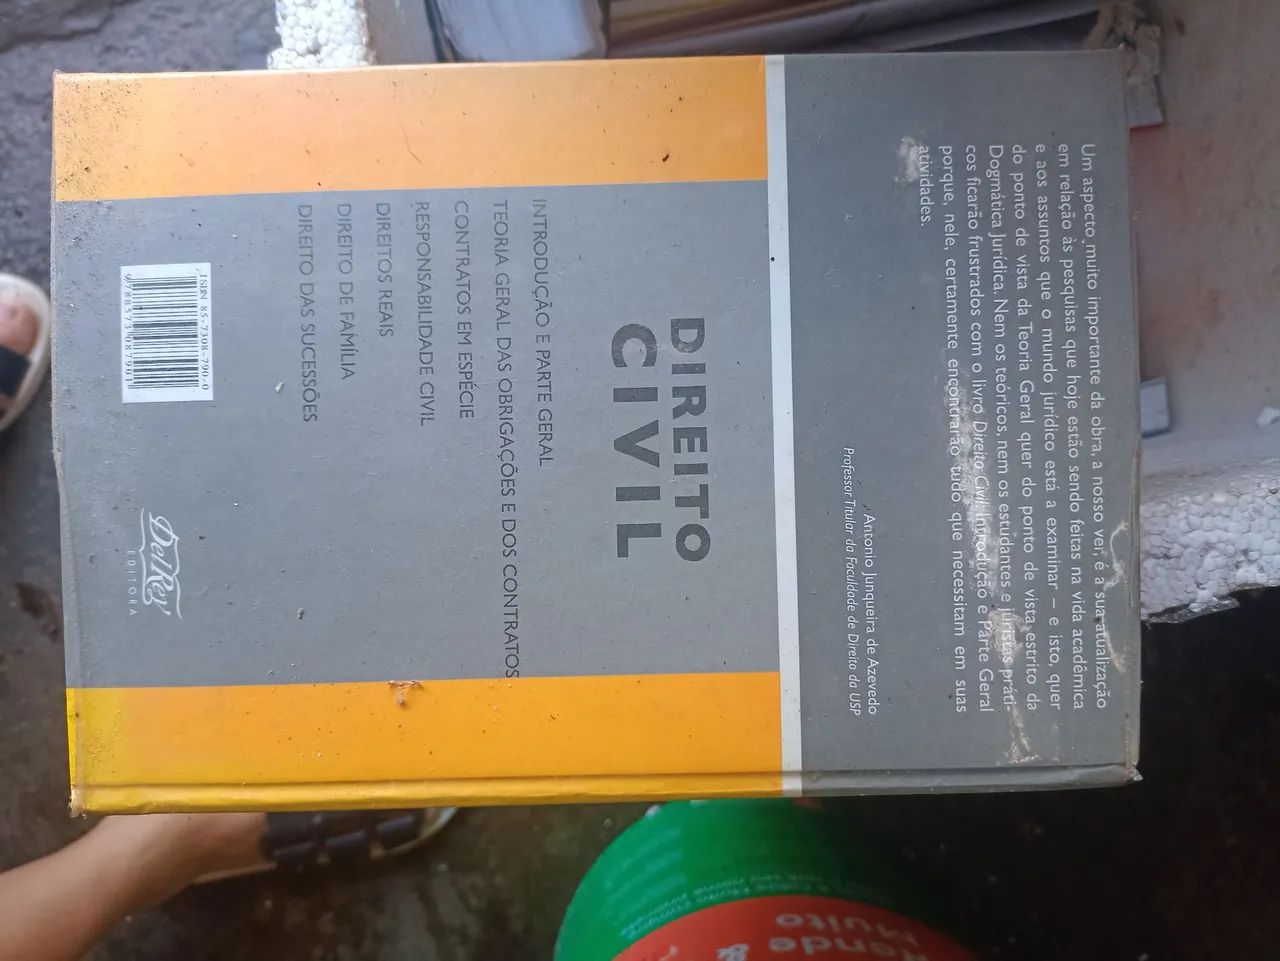 Um aspecto muito importante da obra, a nosso ver, é a sua atualização
em relação às pesquisas que hoje estão sendo feitas na vida acadêmica
e aos assuntos que o mundo jurídico está a examinar – e isto, quer
do ponto de vista da Teoria Geral quer do ponto de vista estrito da
Dogmática Jurídica. Nem os teóricos, nem os estudantes e juristas práti-
cos ficarão frustrados com o livro Direito Civil: Introdução e Parte Geral
porque, nele, certamente encontrarão tudo que necessitam em suas
atividades.
Antonio Junqueira de Azevedo
Professor Titular da Faculdade de Direito da USP
DIREITO
CIVIL
INTRODUÇÃO E PARTE GERAL
TEORIA GERAL DAS OBRIGAÇÕES E DOS CONTRATOS
CONTRATOS EM ESPÉCIE
RESPONSABILIDADE CIVIL
DIREITOS REAIS
DIREITO DE FAMÍLIA
DIREITO DAS SUCESSÕES
ISBN 85-7308-790-0
9788573087901
DelRey
EDITORA
Muito